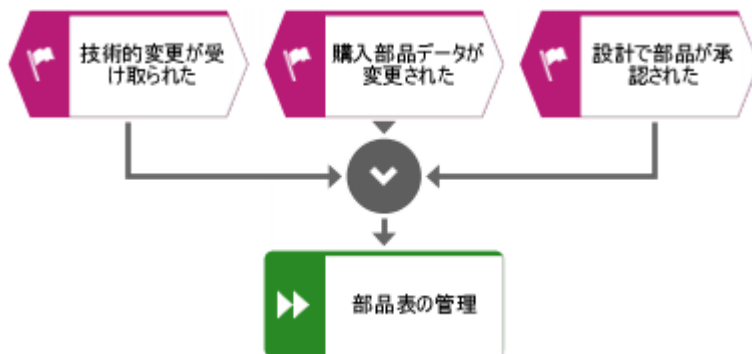 技術的変更が受
け取られた
購入部品データが
変更された
設計で部品が承
認された
部品表の管理